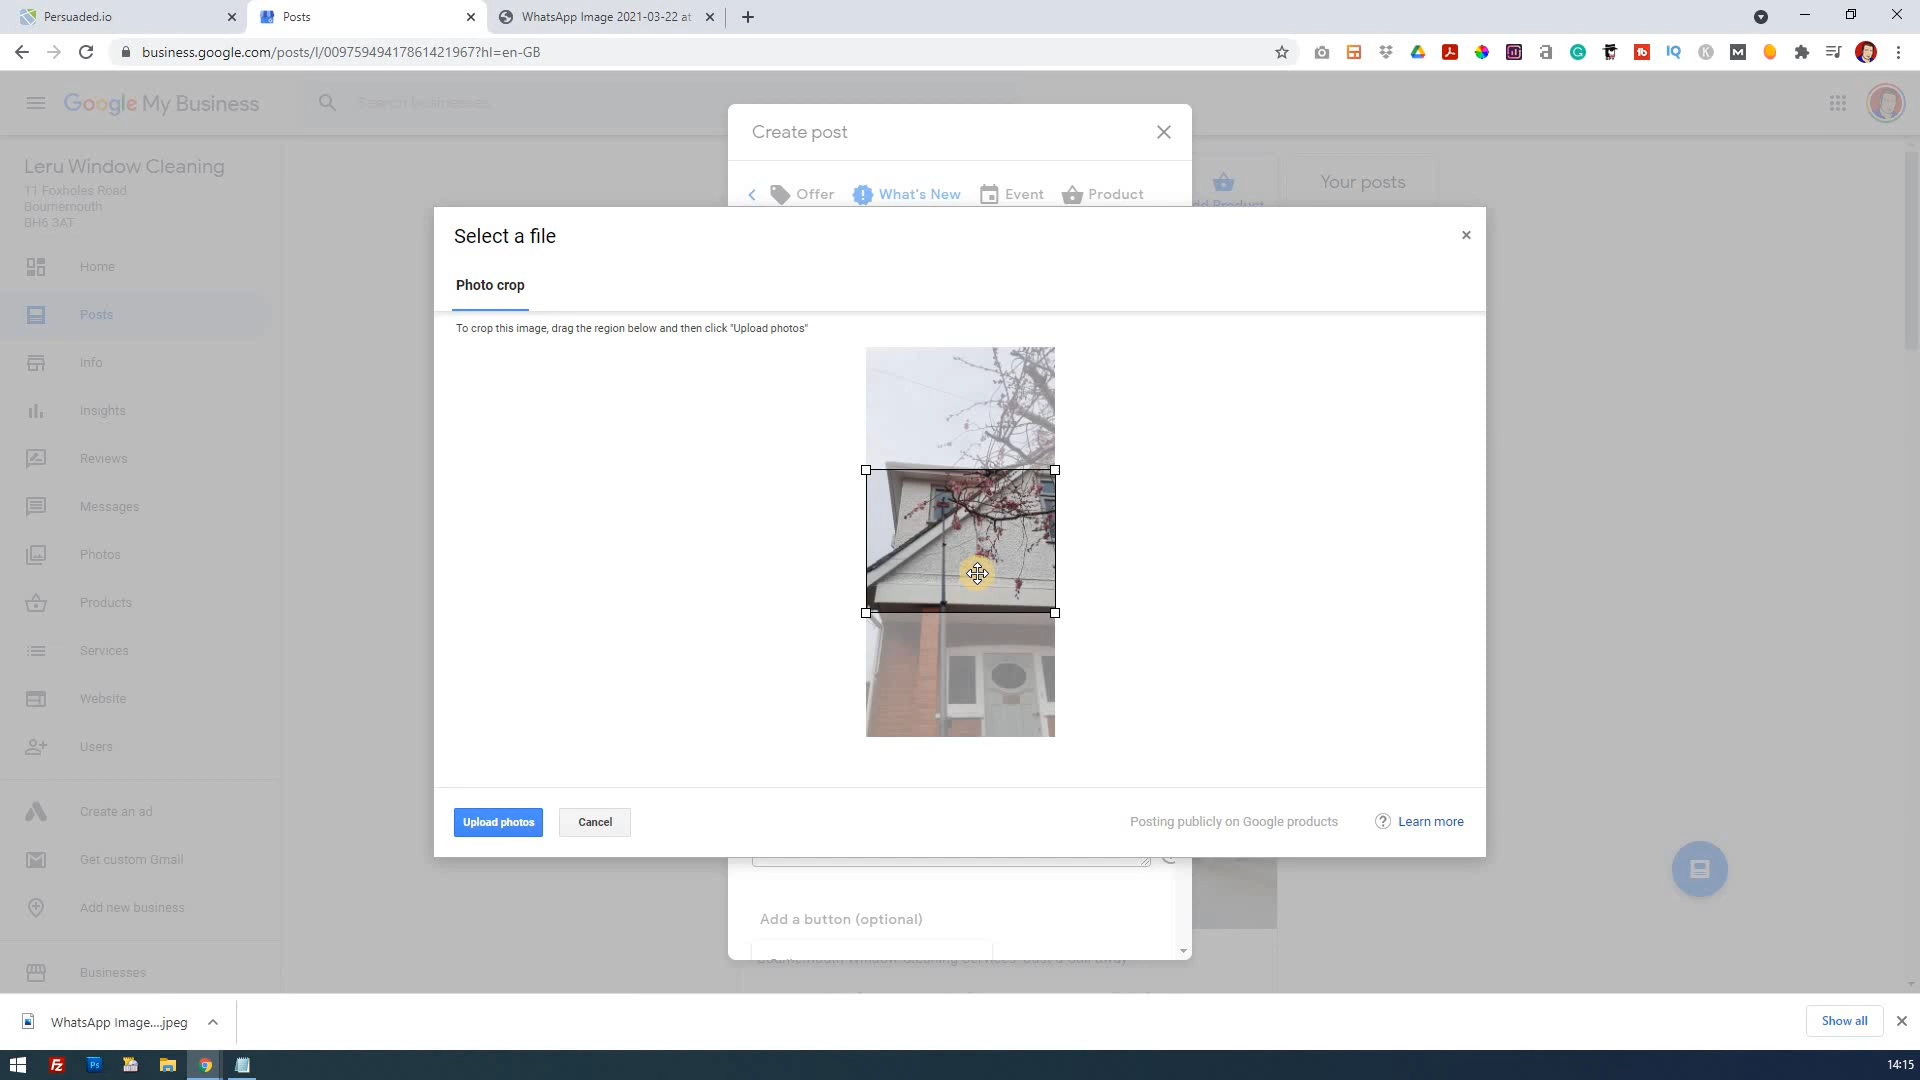 Persuaded.io
Posts
WhatsApp Image 2021-03-22 at
business.google.com/posts/l/00975949417861421967?hl=en-GB
Google My Business
Search businesses
Create post
Leru Window Cleaning
11 Foxholes Road
Bournemouth
BH6 3AT
Offer
What's New
Event
Product
Your posts
Add Product
Select a file
Photo crop
To crop this image, drag the region below and then click "Upload photos"
Home
Posts
Info
Insights
Reviews
Messages
Photos
Products
Services
Website
Users
Create an ad
Get custom Gmail
Add new business
Businesses
Upload photos
Cancel
Posting publicly on Google products
Learn more
Add a button (optional)
WhatsApp Image....jpeg
Show all
14:15